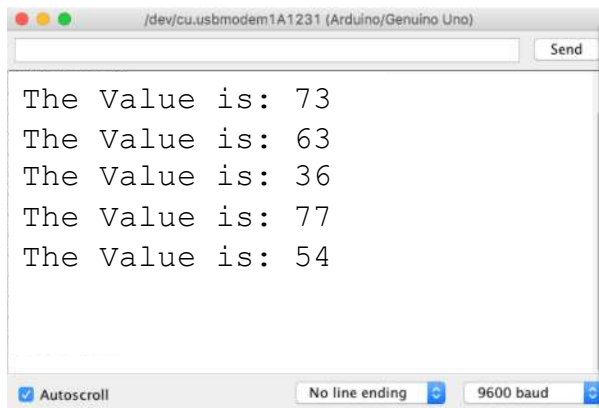 /dev/cu.usbmodem1A1231 (Arduino/Genuino Uno)
Send
The Value is: 73
The Value is: 63
The Value is: 36
The Value is: 77
The Value is: 54
Autoscroll
No line ending
9600 baud